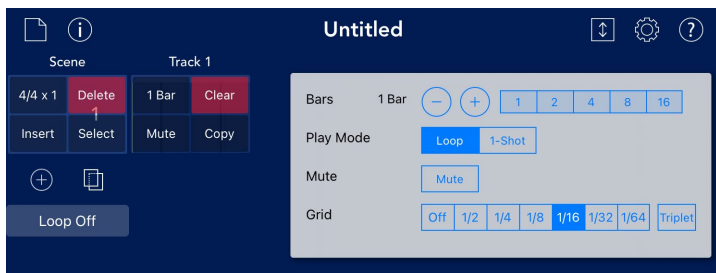 Untitled
Scene Track 1
4/4 x 1 Delete 1 Bar Clear
1
Insert Select Mute Copy
Loop Off
Bars 1 Bar − + 1 2 4 8 16
Play Mode Loop 1-Shot
Mute Mute
Grid Off 1/2 1/4 1/8 1/16 1/32 1/64 Triplet